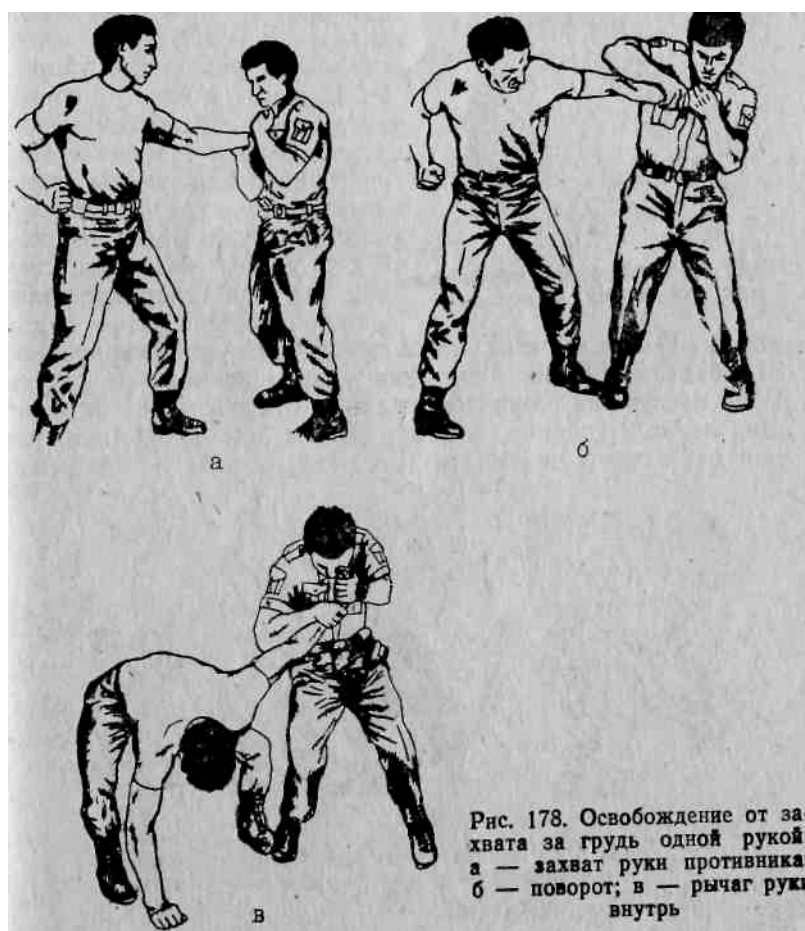 а
б
в
Рис. 178. Освобождение от за-
хвата за грудь одной рукой
а — захват руки противника
б — поворот; в — рычаг руки
внутрь